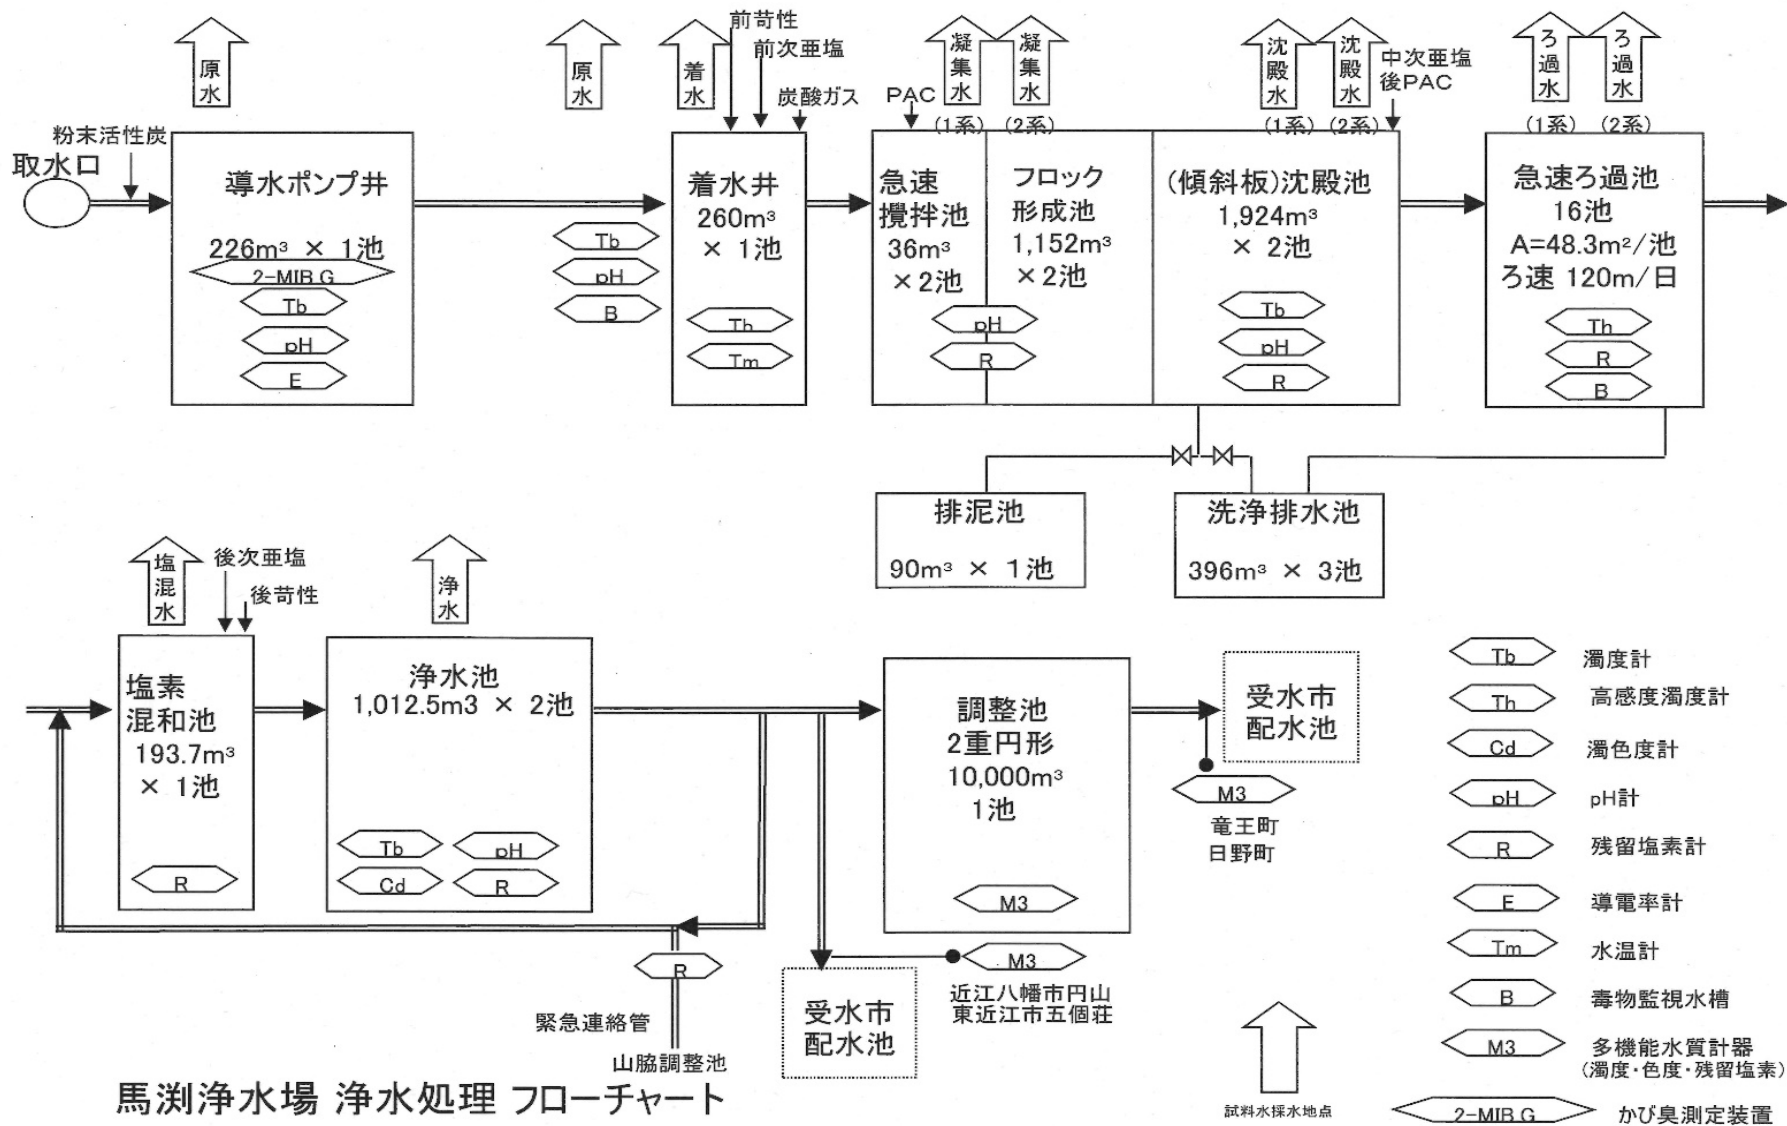 原水
原水
着水
前苛性
前次亜塩
炭酸ガス
PAC
凝集水
(1系)
凝集水
(2系)
沈殿水
(1系)
沈殿水
(2系)
中次亜塩
後PAC
ろ過水
(1系)
ろ過水
(2系)
粉末活性炭
取水口
導水ポンプ井
226m³ × 1池
2-MIB.G
Tb
pH
E
Tb
pH
B
着水井
260m³
× 1池
Th
Tm
急速
攪拌池
36m³
×2池
フロック
形成池
1,152m³
×2池
pH
R
(傾斜板)沈殿池
1,924m³
× 2池
Tb
pH
R
急速ろ過池
16池
A=48.3m²/池
ろ速 120m/日
Th
R
B
排泥池
90m³ × 1池
洗浄排水池
396m³ × 3池
塩混水
後次亜塩
後苛性
浄水
塩素
混和池
193.7m³
× 1池
R
浄水池
1,012.5m3 × 2池
Tb
pH
Cd
R
調整池
2重円形
10,000m³
1池
M3
受水市
配水池
M3
竜王町
日野町
R
緊急連絡管
山脇調整池
受水市
配水池
M3
近江八幡市円山
東近江市五個荘
Tb 濁度計
Th 高感度濁度計
Cd 濁色度計
pH pH計
R 残留塩素計
E 導電率計
Tm 水温計
B 毒物監視水槽
M3 多機能水質計器
(濁度・色度・残留塩素)
2-MIB.G かび臭測定装置
試料水採水地点
馬渕浄水場 浄水処理 フローチャート